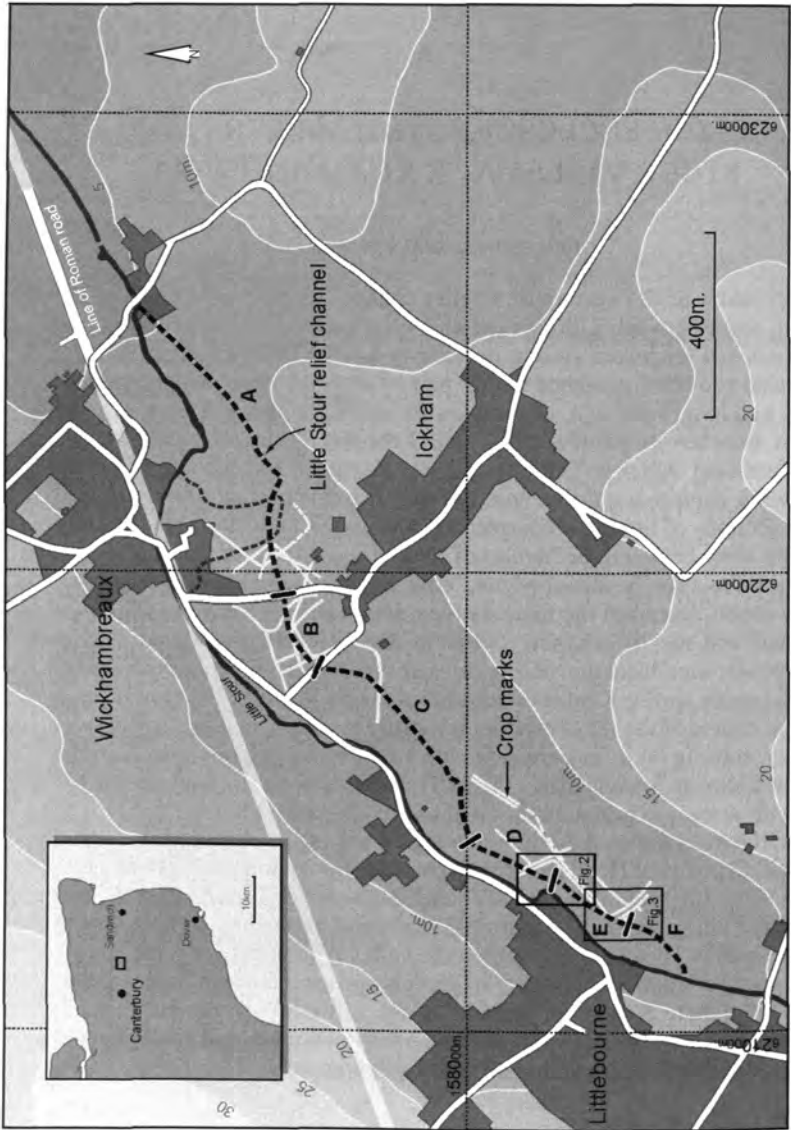 N
Line of Roman road
5
10m
Little Stour relief channel
A
Wickhambreaux
Ickham
400m.
20
B
Little Stour
C
Crop marks
D
Fig.2
E
Fig.3
F
Littlebourne
10m
15
20
10m
15
20
25
30
623000m.
622000m.
621000m
158000m
Sandwich
Dover
Canterbury
10km